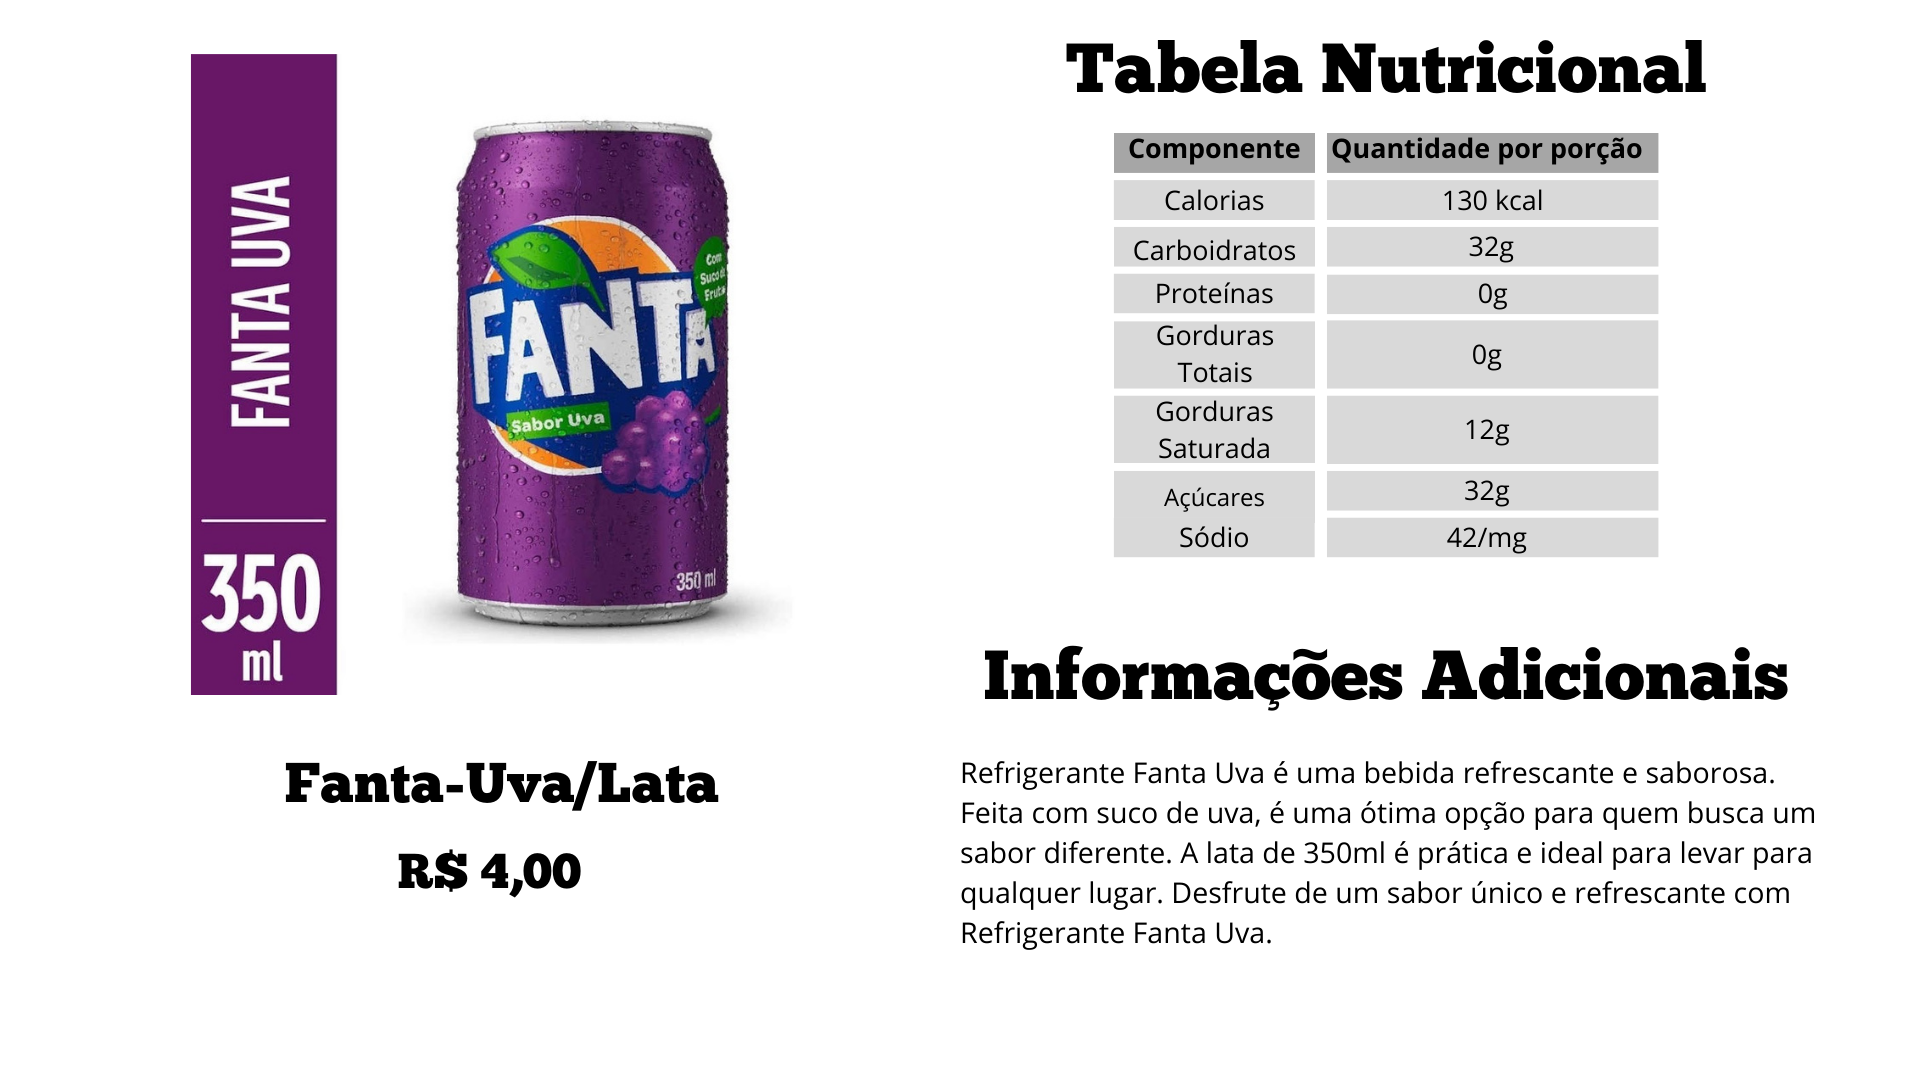 FANTA UVA
350
ml
Com
Suco de
FANTA
Sabor Uva
350 ml
Fanta-Uva/Lata
R$ 4,00
Tabela Nutricional
Componente Quantidade por porção
Calorias 130 kcal
Carboidratos 32g
Proteínas 0g
Gorduras
Totais 0g
Gorduras
Saturada 12g
Açúcares 32g
Sódio 42/mg
Informações Adicionais
Refrigerante Fanta Uva é uma bebida refrescante e saborosa.
Feita com suco de uva, é uma ótima opção para quem busca um
sabor diferente. A lata de 350ml é prática e ideal para levar para
qualquer lugar. Desfrute de um sabor único e refrescante com
Refrigerante Fanta Uva.